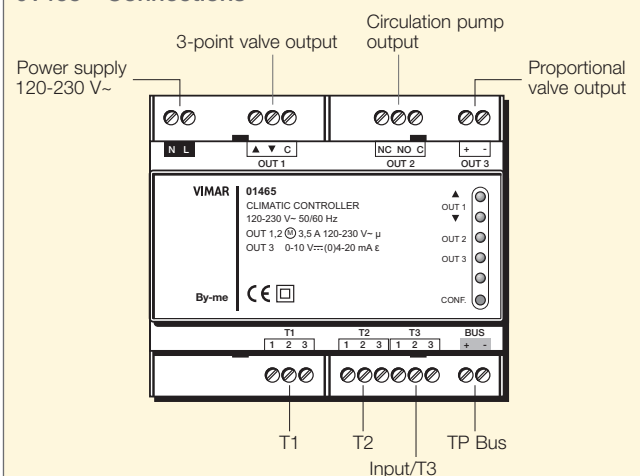 Circulation pump
output
3-point valve output
Power supply
120-230 V~
Proportional
valve output
N L
▲ ▼ C
NC NO C
+ -
OUT 1
OUT 2
OUT 3
VIMAR
01465
CLIMATIC CONTROLLER
120-230 V~ 50/60 Hz
OUT 1,2 Ⓜ 3,5 A 120-230 V~ µ
OUT 3 0-10 V⎓(0)4-20 mA ε
▲
OUT 1
▼
OUT 2
OUT 3
CONF.
By-me
CE
T1
T2
T3
BUS
1 2 3
1 2 3
1 2 3
+ -
T1
T2
TP Bus
Input/T3